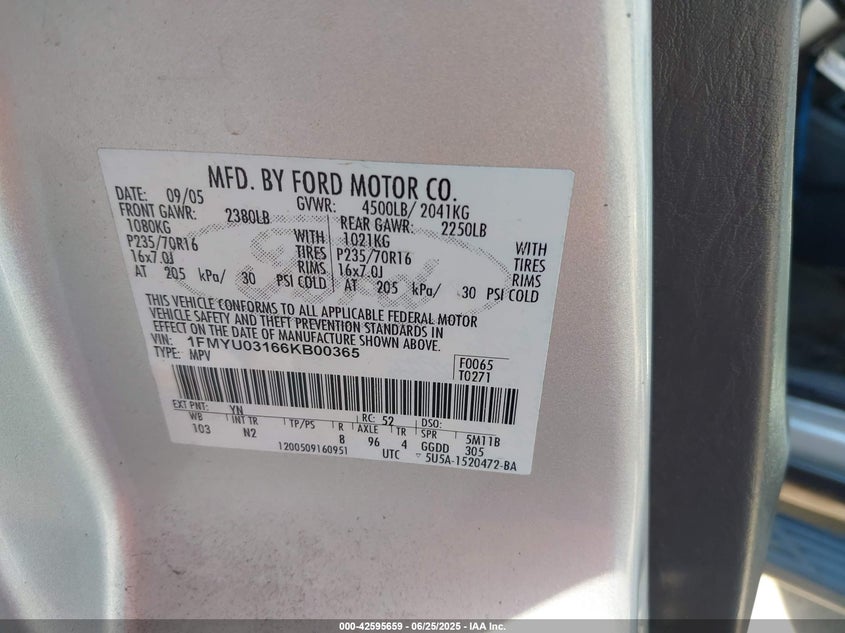 MFD. BY FORD MOTOR CO.
DATE: 09/05 GVWR: 4500LB/ 2041KG
FRONT GAWR: 2380LB REAR GAWR: 2250LB
1080KG WITH 1021KG WITH
P235/70R16 TIRES P235/70R16 TIRES
16x7.0J RIMS 16x7.0J RIMS
AT 205 kPa/ 30 PSI COLD AT 205 kPa/ 30 PSI COLD
THIS VEHICLE CONFORMS TO ALL APPLICABLE FEDERAL MOTOR
VEHICLE SAFETY AND THEFT PREVENTION STANDARDS IN
EFFECT ON THE DATE OF MANUFACTURE SHOWN ABOVE.
VIN: 1FMYU03166KB00365 F0065
TYPE: MPV T0271
EXT PNT: YN RC: 52 DSO:
WB INT TR TP/PS R AXLE TR SPR 5M11B
103 N2 B 96 4 GGDD 305
1200509160951 UTC 5U5A-1520472-BA
Ford
000-42595659 / 06/25/2025 - IAA Inc.